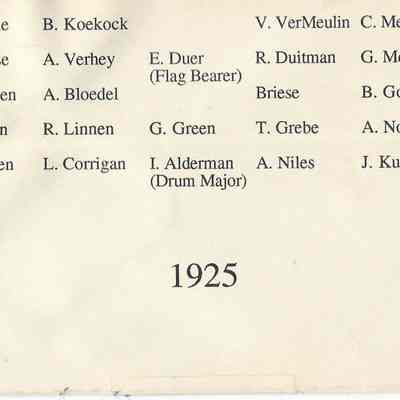 B. Koekock V. VerMeulin
A. Verhey E. Duer R. Duitman
(Flag Bearer)
A. Bloedel Briese
R. Linnen G. Green T. Grebe
L. Corrigan I. Alderman A. Niles
(Drum Major)
1925